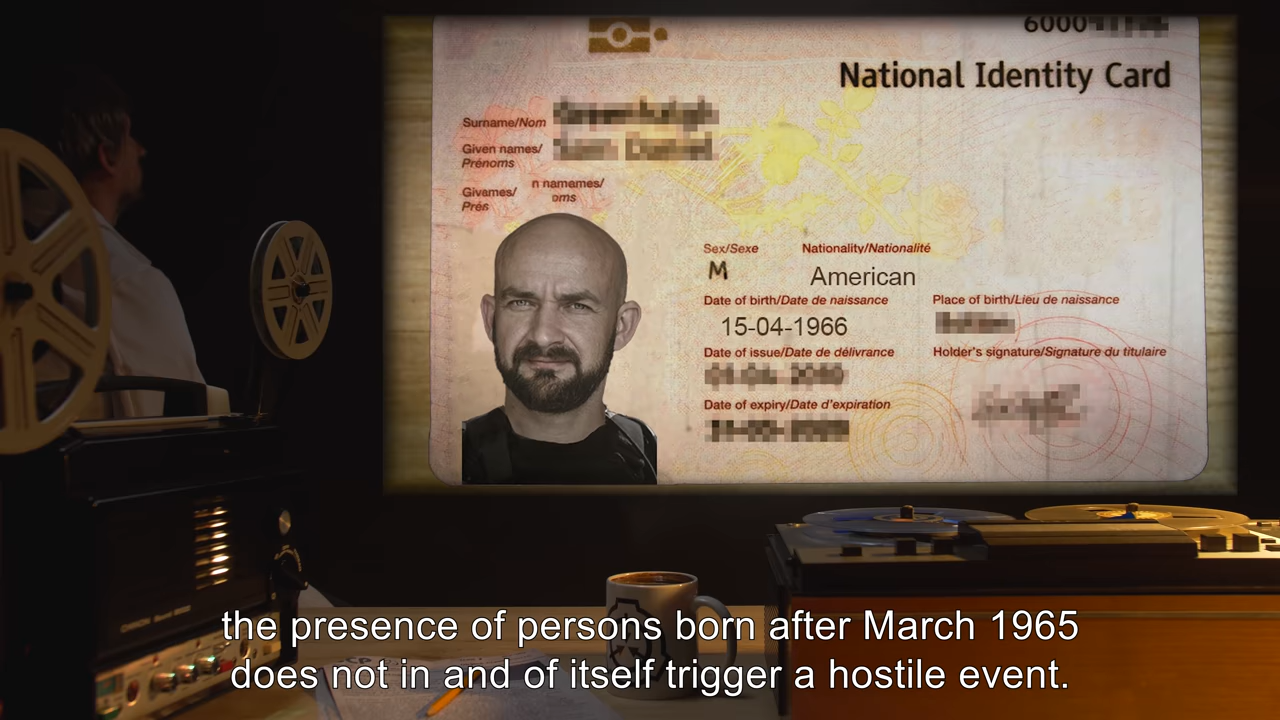 6000
National Identity Card
Surname/Nom
Given names/
Prénoms
Givames/ n namemes/
Prés oms
Sex/Sexe Nationality/Nationalité
M American
Date of birth/Date de naissance Place of birth/Lieu de naissance
15-04-1966
Date of issue/Date de délivrance Holder's signature/Signature du titulaire
Date of expiry/Date d'expiration
the presence of persons born after March 1965
does not in and of itself trigger a hostile event.